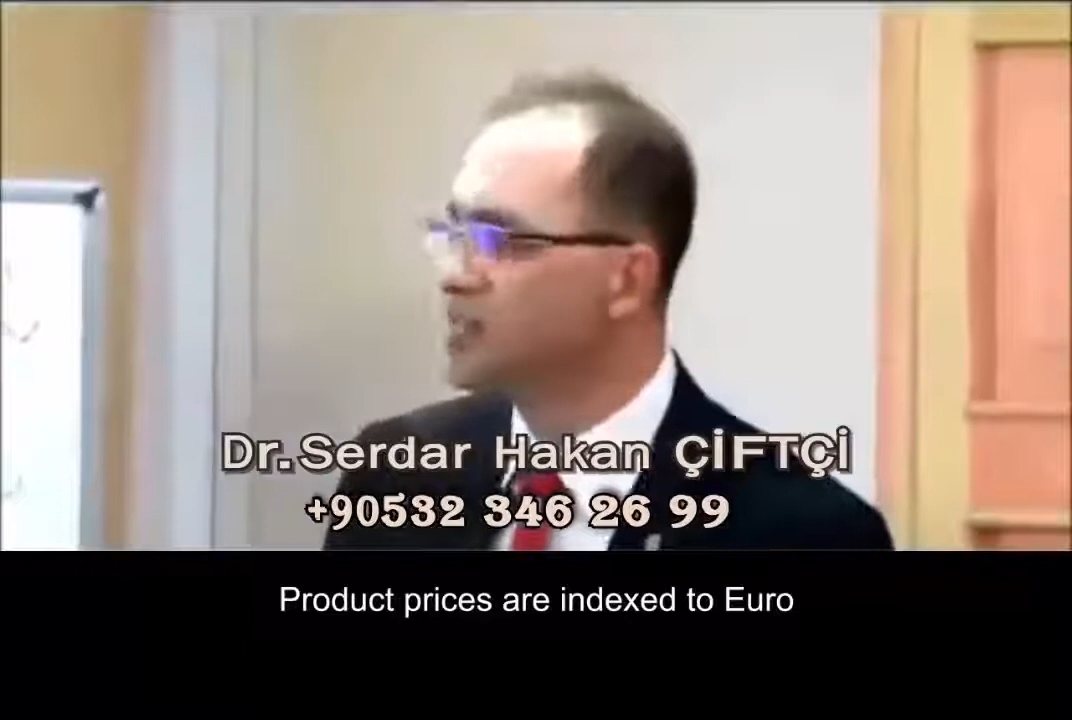 Dr.Serdar Hakan ÇİFTÇİ
+90532 346 26 99
Product prices are indexed to Euro